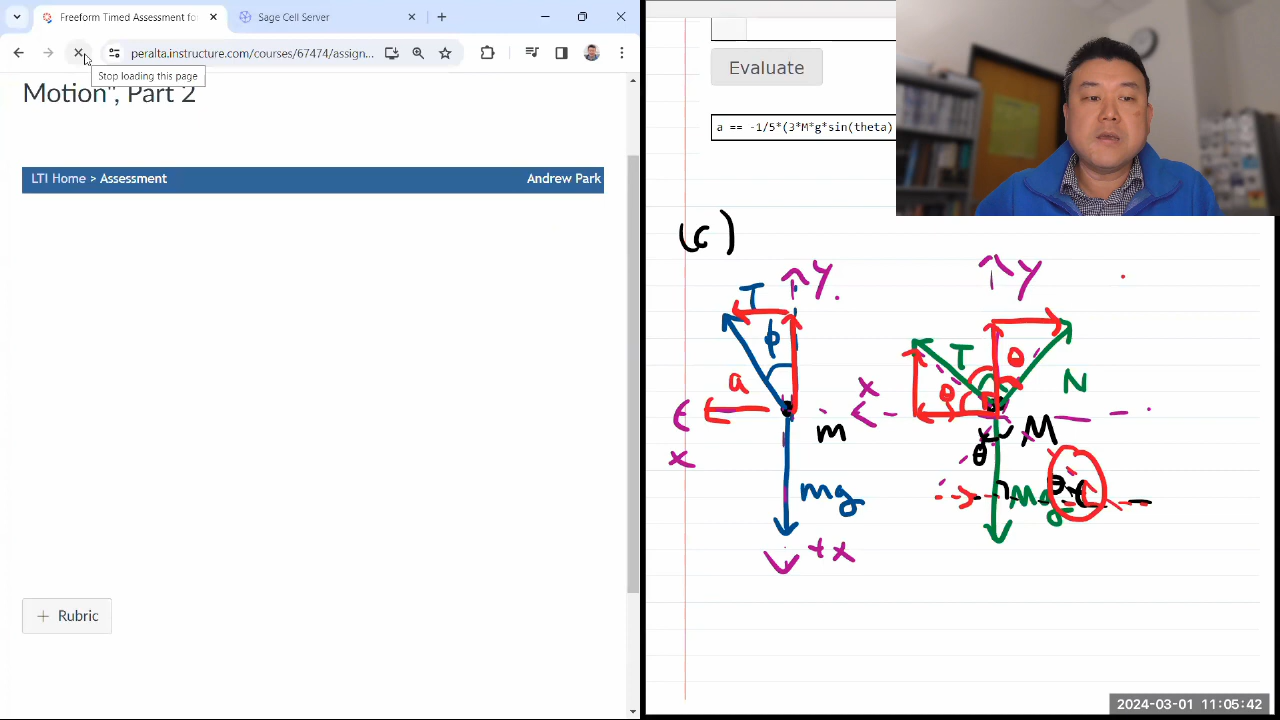 Freeform Timed Assessment for
Sage Cell Server
peralta.instructure.com/courses/67474/assign...
Stop loading this page
Motion", Part 2
LTI Home > Assessment
Andrew Park
+ Rubric
Evaluate
a == -1/5*(3*M*g*sin(theta)
(c)
T
y
ϕ
a
m
x
mg
+x
y
T
θ
N
x
θ
M
θ
Mg
2024-03-01 11:05:42